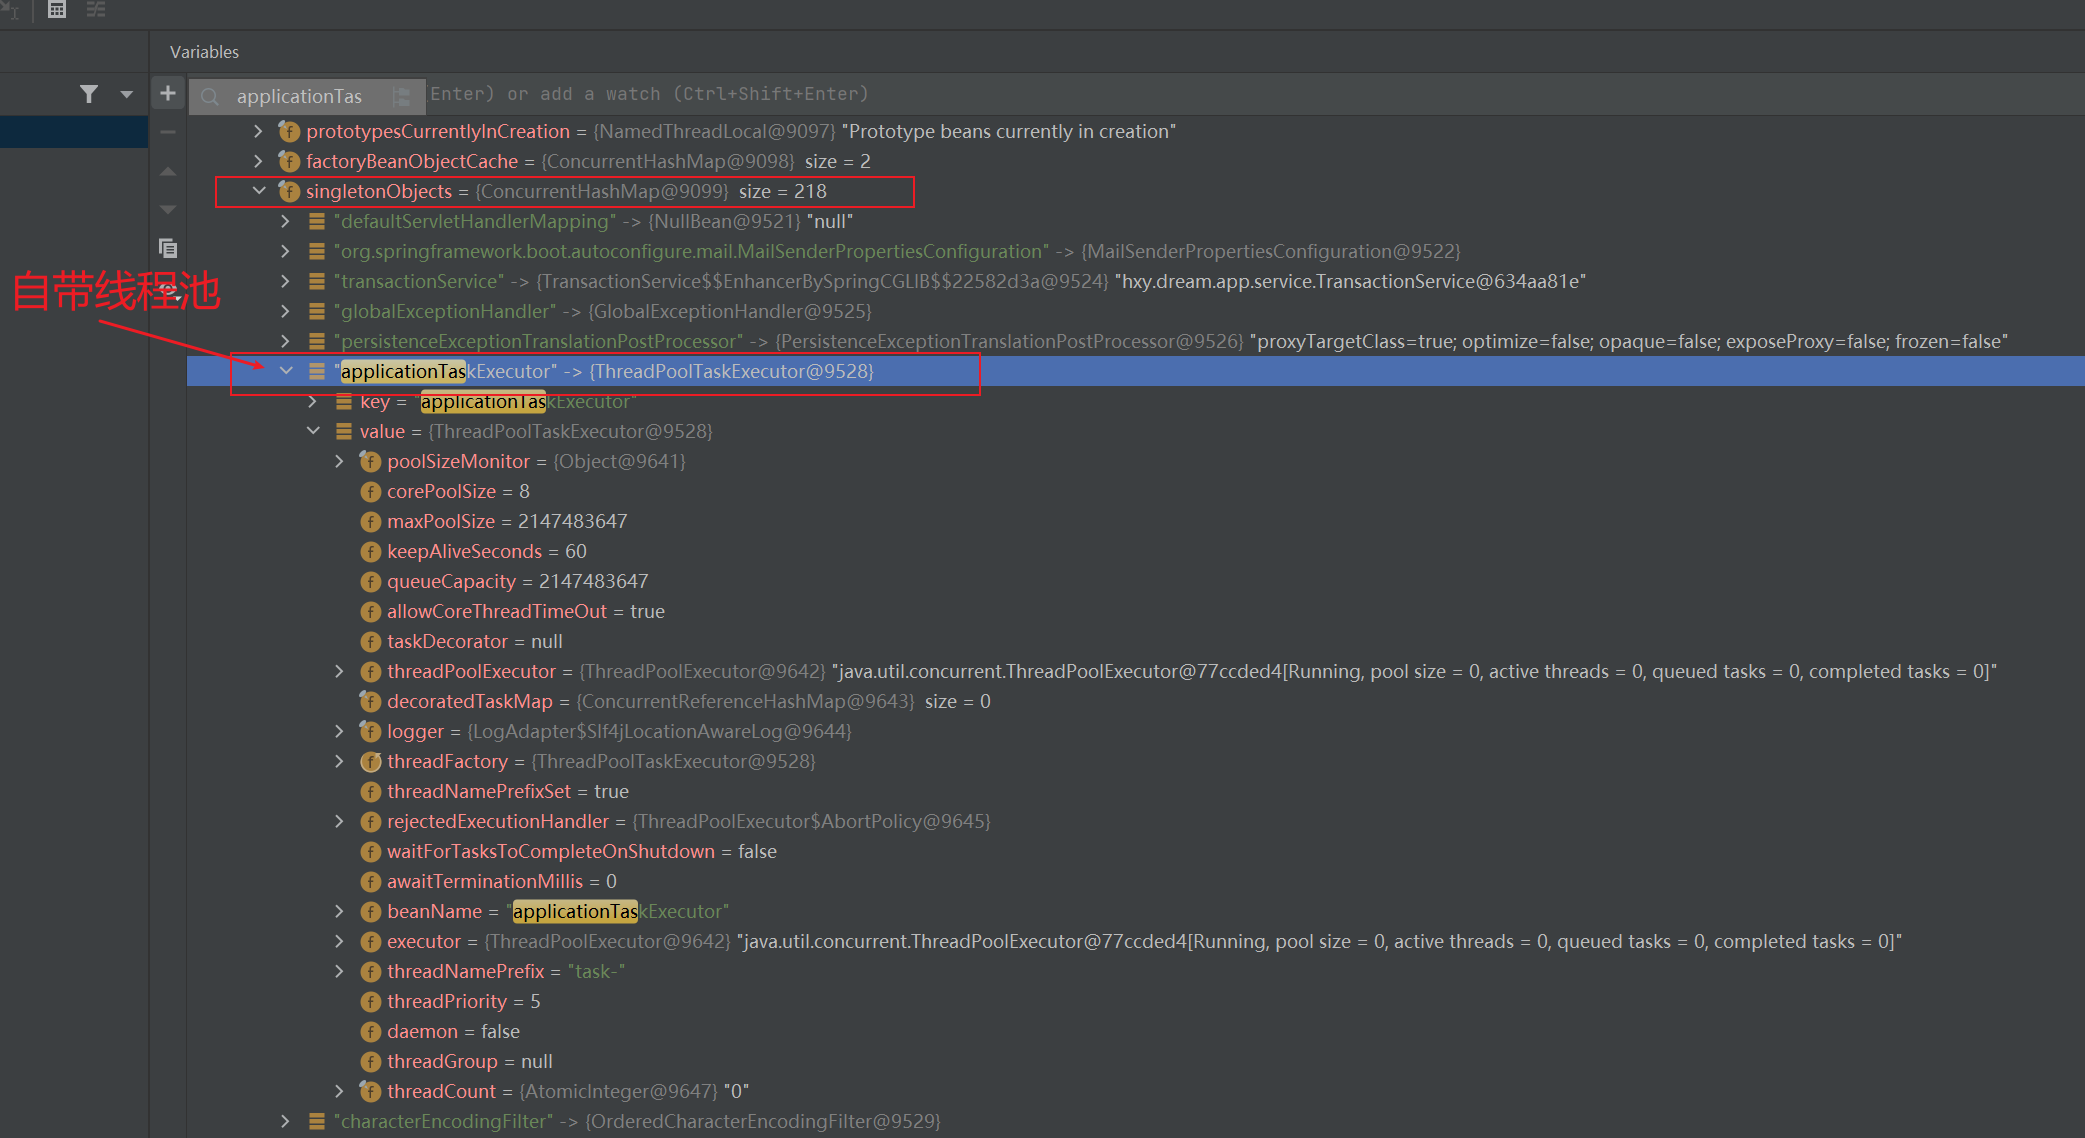 Variables
applicationTas
Enter) or add a watch (Ctrl+Shift+Enter)
prototypesCurrentlyInCreation = {NamedThreadLocal@9097} "Prototype beans currently in creation"
factoryBeanObjectCache = {ConcurrentHashMap@9098} size = 2
singletonObjects = {ConcurrentHashMap@9099} size = 218
"defaultServletHandlerMapping" -> {NullBean@9521} "null"
"org.springframework.boot.autoconfigure.mail.MailSenderPropertiesConfiguration" -> {MailSenderPropertiesConfiguration@9522}
自带线程池
"transactionService" -> {TransactionService$$EnhancerBySpringCGLIB$$22582d3a@9524} "hxy.dream.app.service.TransactionService@634aa81e"
"globalExceptionHandler" -> {GlobalExceptionHandler@9525}
"persistenceExceptionTranslationPostProcessor" -> {PersistenceExceptionTranslationPostProcessor@9526} "proxyTargetClass=true; optimize=false; opaque=false; exposeProxy=false; frozen=false"
"applicationTaskExecutor" -> {ThreadPoolTaskExecutor@9528}
key = "applicationTaskExecutor"
value = {ThreadPoolTaskExecutor@9528}
poolSizeMonitor = {Object@9641}
corePoolSize = 8
maxPoolSize = 2147483647
keepAliveSeconds = 60
queueCapacity = 2147483647
allowCoreThreadTimeOut = true
taskDecorator = null
threadPoolExecutor = {ThreadPoolExecutor@9642} "java.util.concurrent.ThreadPoolExecutor@77ccded4[Running, pool size = 0, active threads = 0, queued tasks = 0, completed tasks = 0]"
decoratedTaskMap = {ConcurrentReferenceHashMap@9643} size = 0
logger = {LogAdapter$Slf4jLocationAwareLog@9644}
threadFactory = {ThreadPoolTaskExecutor@9528}
threadNamePrefixSet = true
rejectedExecutionHandler = {ThreadPoolExecutor$AbortPolicy@9645}
waitForTasksToCompleteOnShutdown = false
awaitTerminationMillis = 0
beanName = "applicationTaskExecutor"
executor = {ThreadPoolExecutor@9642} "java.util.concurrent.ThreadPoolExecutor@77ccded4[Running, pool size = 0, active threads = 0, queued tasks = 0, completed tasks = 0]"
threadNamePrefix = "task-"
threadPriority = 5
daemon = false
threadGroup = null
threadCount = {AtomicInteger@9647} "0"
"characterEncodingFilter" -> {OrderedCharacterEncodingFilter@9529}